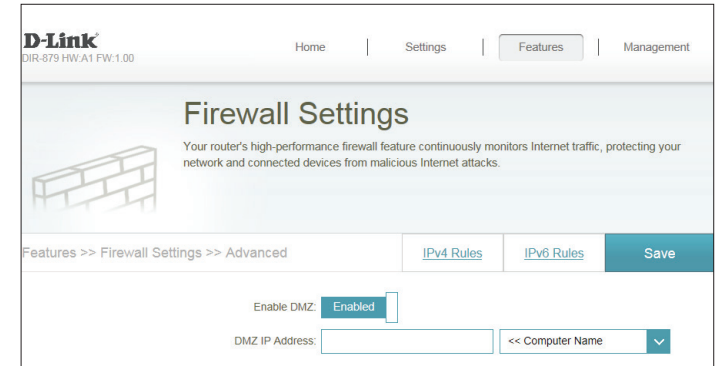 D-Link
DIR-879 HW:A1 FW:1.00
Home
Settings
Features
Management
Firewall Settings
Your router's high-performance firewall feature continuously monitors Internet traffic, protecting your
network and connected devices from malicious Internet attacks.
Features >> Firewall Settings >> Advanced
IPv4 Rules
IPv6 Rules
Save
Enable DMZ: Enabled
DMZ IP Address:
<< Computer Name